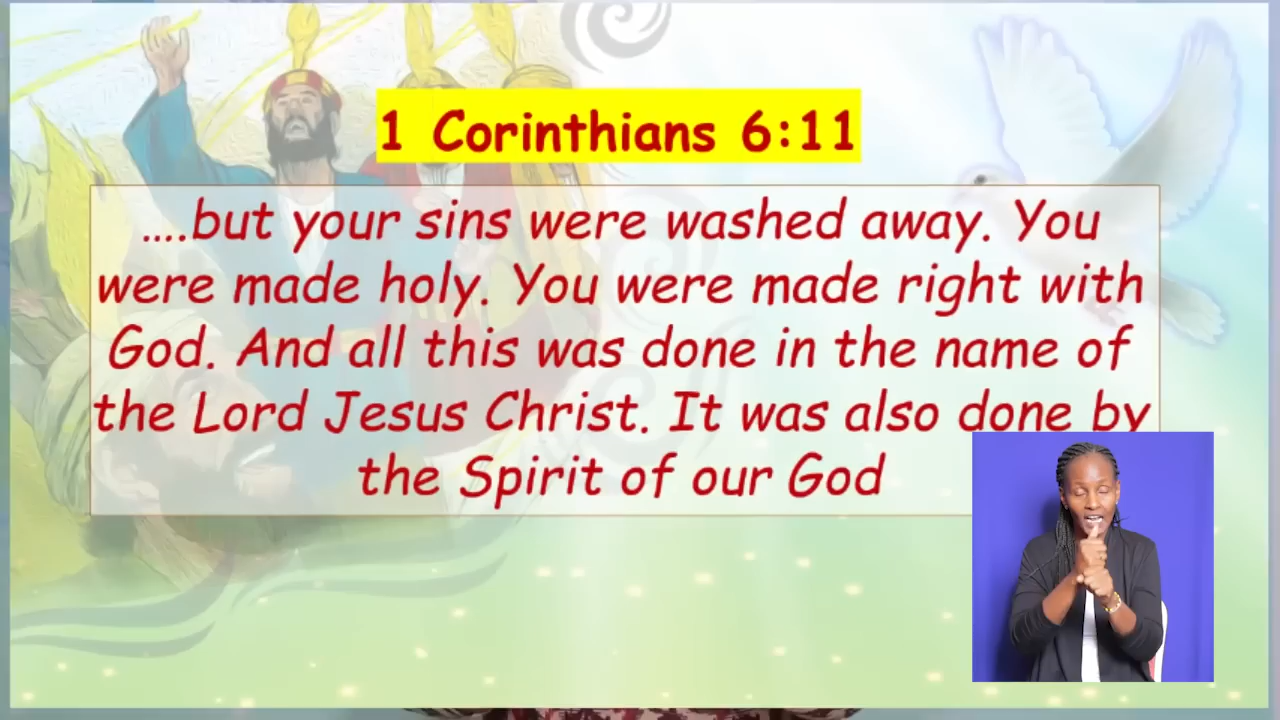 1 Corinthians 6:11
....but your sins were washed away. You
were made holy. You were made right with
God. And all this was done in the name of
the Lord Jesus Christ. It was also done by
the Spirit of our God